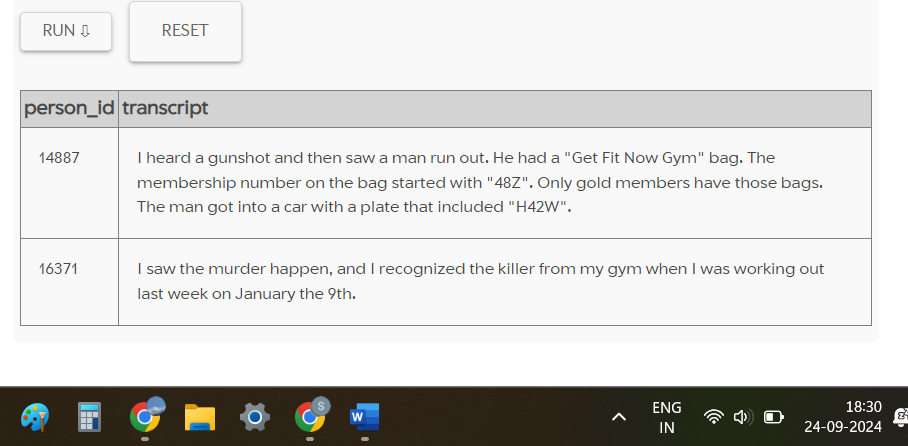 RUN ⇩
RESET
person_id transcript
14887
I heard a gunshot and then saw a man run out. He had a "Get Fit Now Gym" bag. The
membership number on the bag started with "48Z". Only gold members have those bags.
The man got into a car with a plate that included "H42W".
16371
I saw the murder happen, and I recognized the killer from my gym when I was working out
last week on January the 9th.
S
W
ENG
IN
18:30
24-09-2024